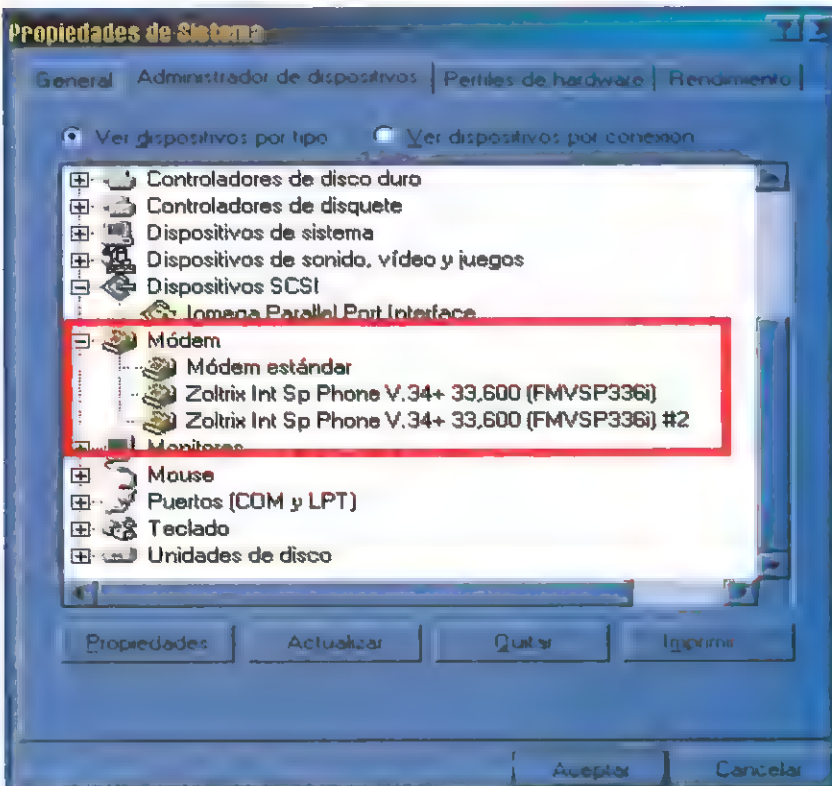 Propiedades de Sistema
General Administrador de dispositivos Perfiles de hardware Rendimiento
Ver dispositivos por tipo Ver dispositivos por conexión
Controladores de disco duro
Controladores de disquete
Dispositivos de sistema
Dispositivos de sonido, vídeo y juegos
Dispositivos SCSI
Iomega Parallel Port Interface
Módem
Módem estándar
Zoltrix Int Sp Phone V.34+ 33,600 (FMVSP336i)
Zoltrix Int Sp Phone V.34+ 33,600 (FMVSP336i) #2
Monitores
Mouse
Puertos (COM y LPT)
Teclado
Unidades de disco
Propiedades Actualizar Quitar Imprimir
Aceptar Cancelar